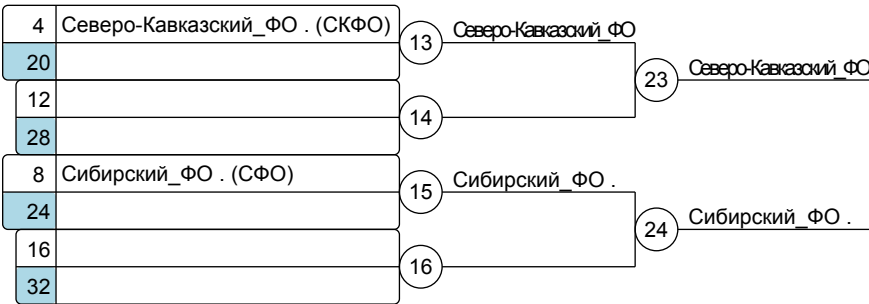 4 Северо-Кавказский_ФО . (СКФО)
13 Северо-Кавказский_ФО
20
23 Северо-Кавказский_ФО
12
14
28
8 Сибирский_ФО . (СФО)
15 Сибирский_ФО .
24
24 Сибирский_ФО .
16
16
32